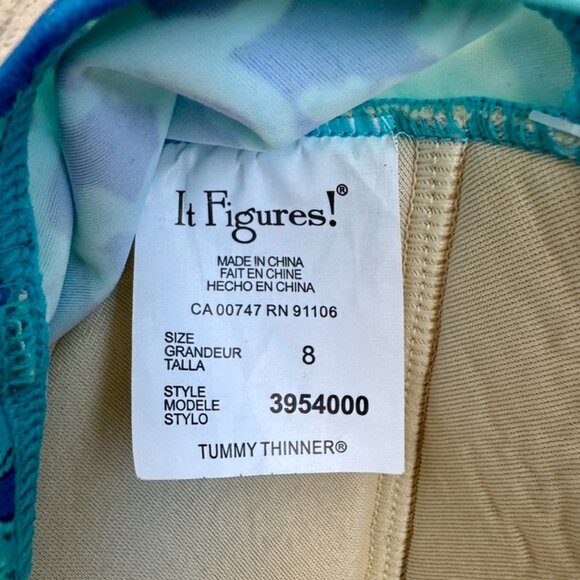 It Figures!®
MADE IN CHINA
FAIT EN CHINE
HECHO EN CHINA
CA 00747 RN 91106
SIZE
GRANDEUR 8
TALLA
STYLE
MODELE 3954000
STYLO
TUMMY THINNER®